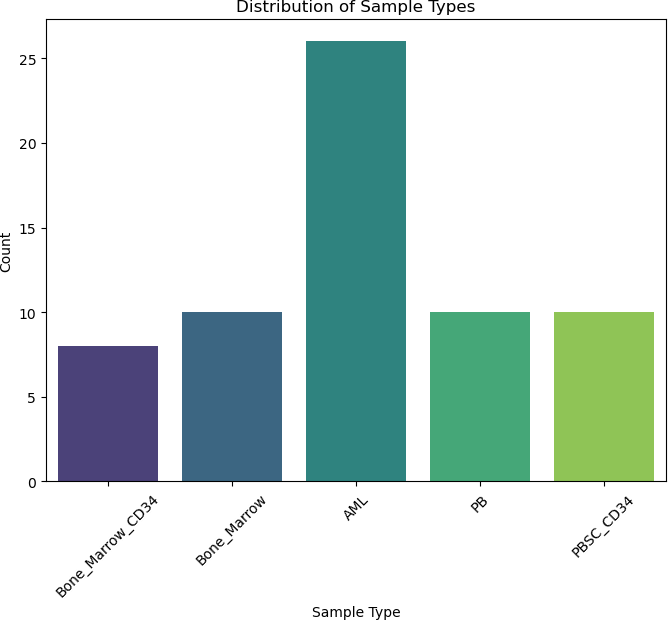 Distribution of Sample Types
25
20
15
10
5
0
Count
Bone_Marrow_CD34
Bone_Marrow
AML
PB
PBSC_CD34
Sample Type